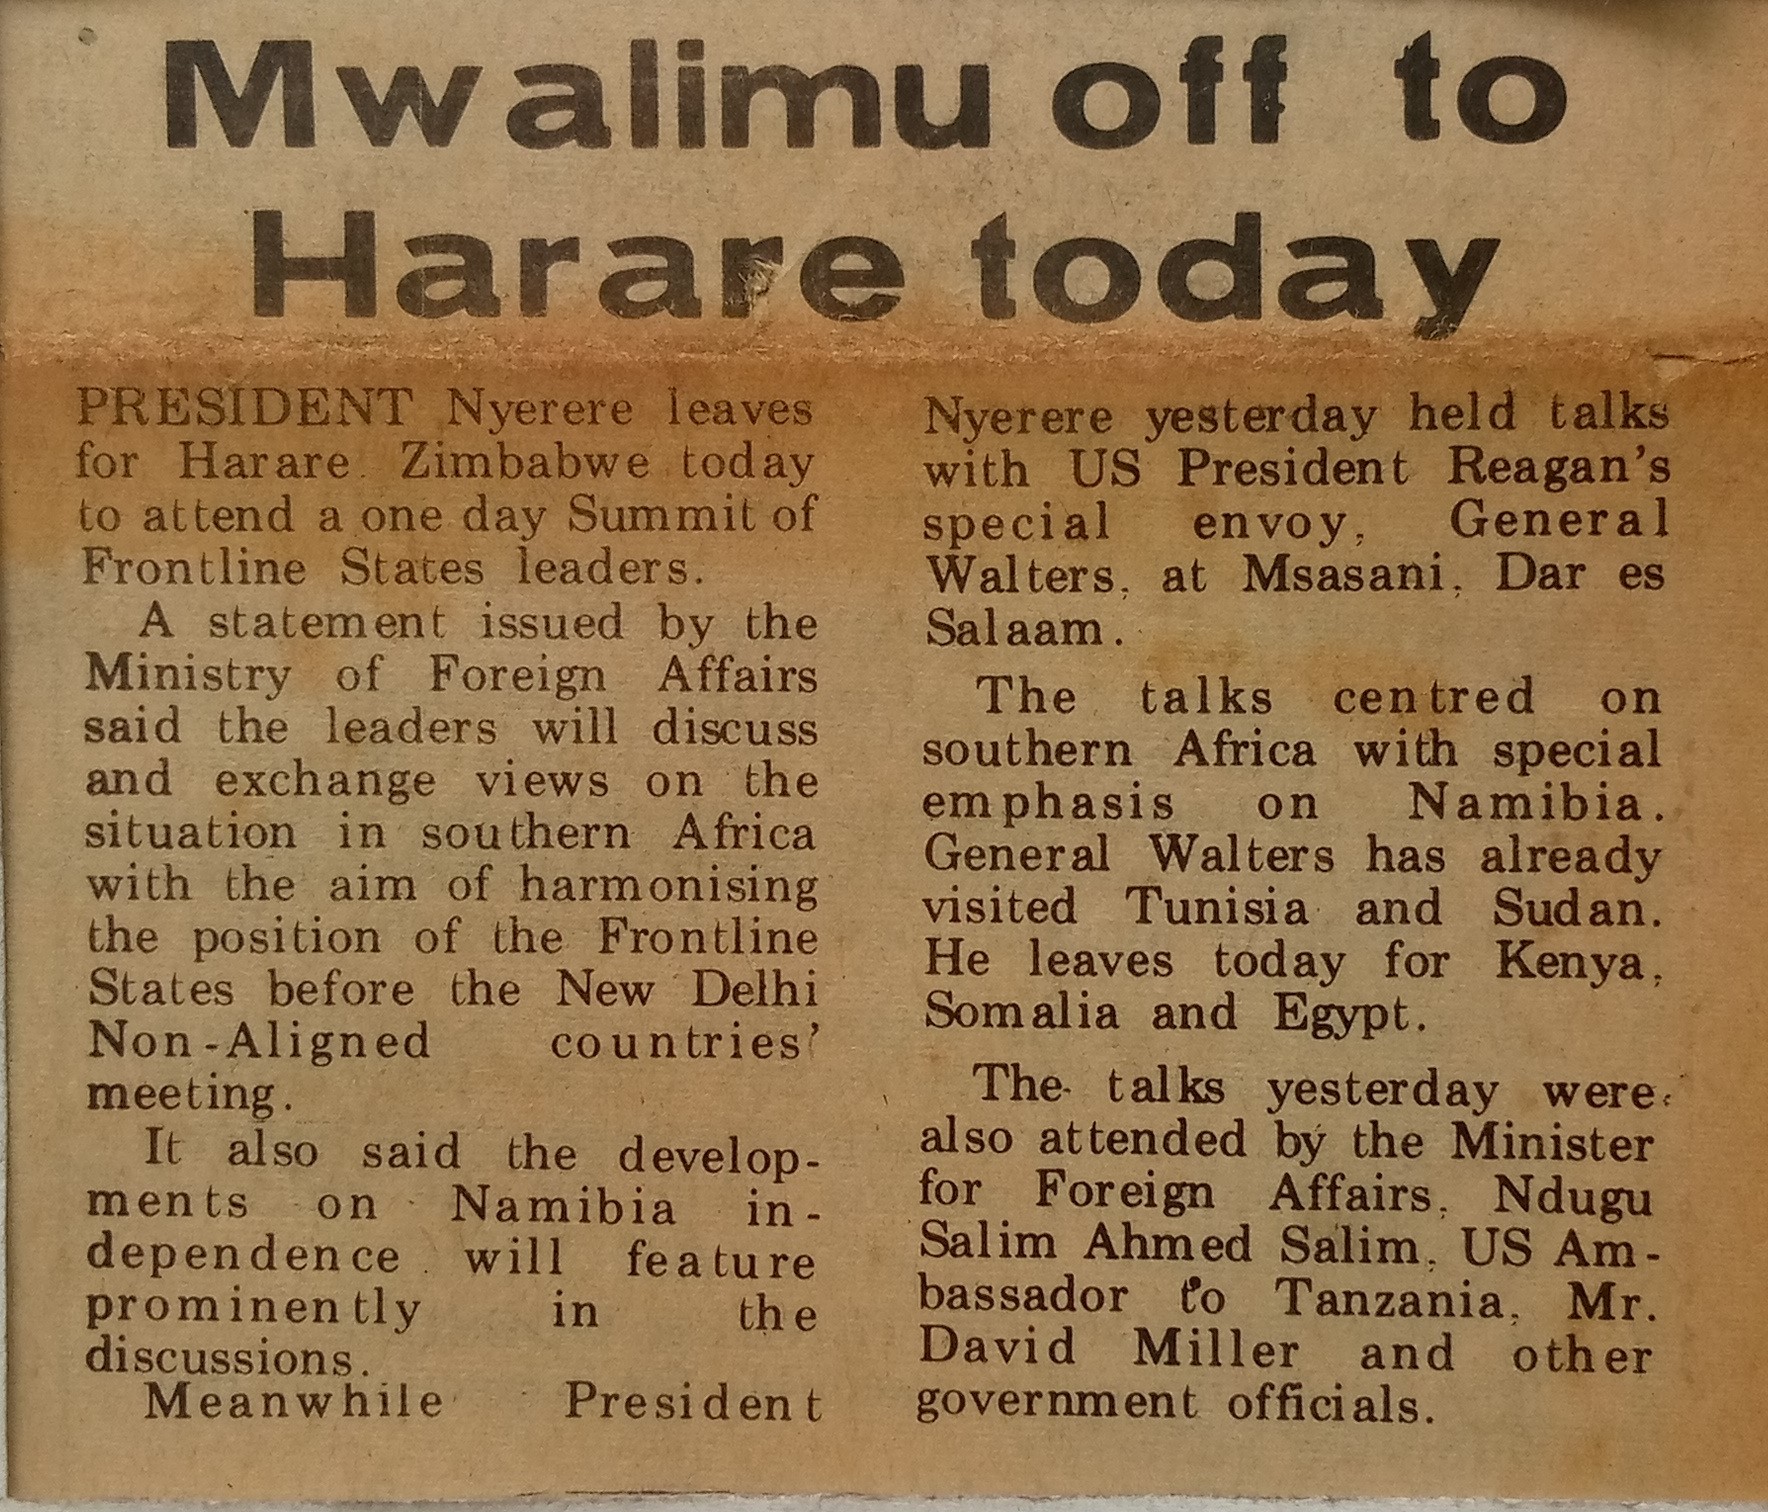 Mwalimu off to
Harare today
PRESIDENT Nyerere leaves
for Harare. Zimbabwe today
to attend a one day Summit of
Frontline States leaders.
A statement issued by the
Ministry of Foreign Affairs
said the leaders will discuss
and exchange views on the
situation in southern Africa
with the aim of harmonising
the position of the Frontline
States before the New Delhi
Non-Aligned countries'
meeting.
It also said the develop-
ments on Namibia in-
dependence will feature
prominently in the
discussions.
Meanwhile President
Nyerere yesterday held talks
with US President Reagan's
special envoy, General
Walters, at Msasani, Dar es
Salaam.
The talks centred on
southern Africa with special
emphasis on Namibia.
General Walters has already
visited Tunisia and Sudan.
He leaves today for Kenya,
Somalia and Egypt.
The talks yesterday were
also attended by the Minister
for Foreign Affairs, Ndugu
Salim Ahmed Salim, US Am-
bassador to Tanzania, Mr.
David Miller and other
government officials.